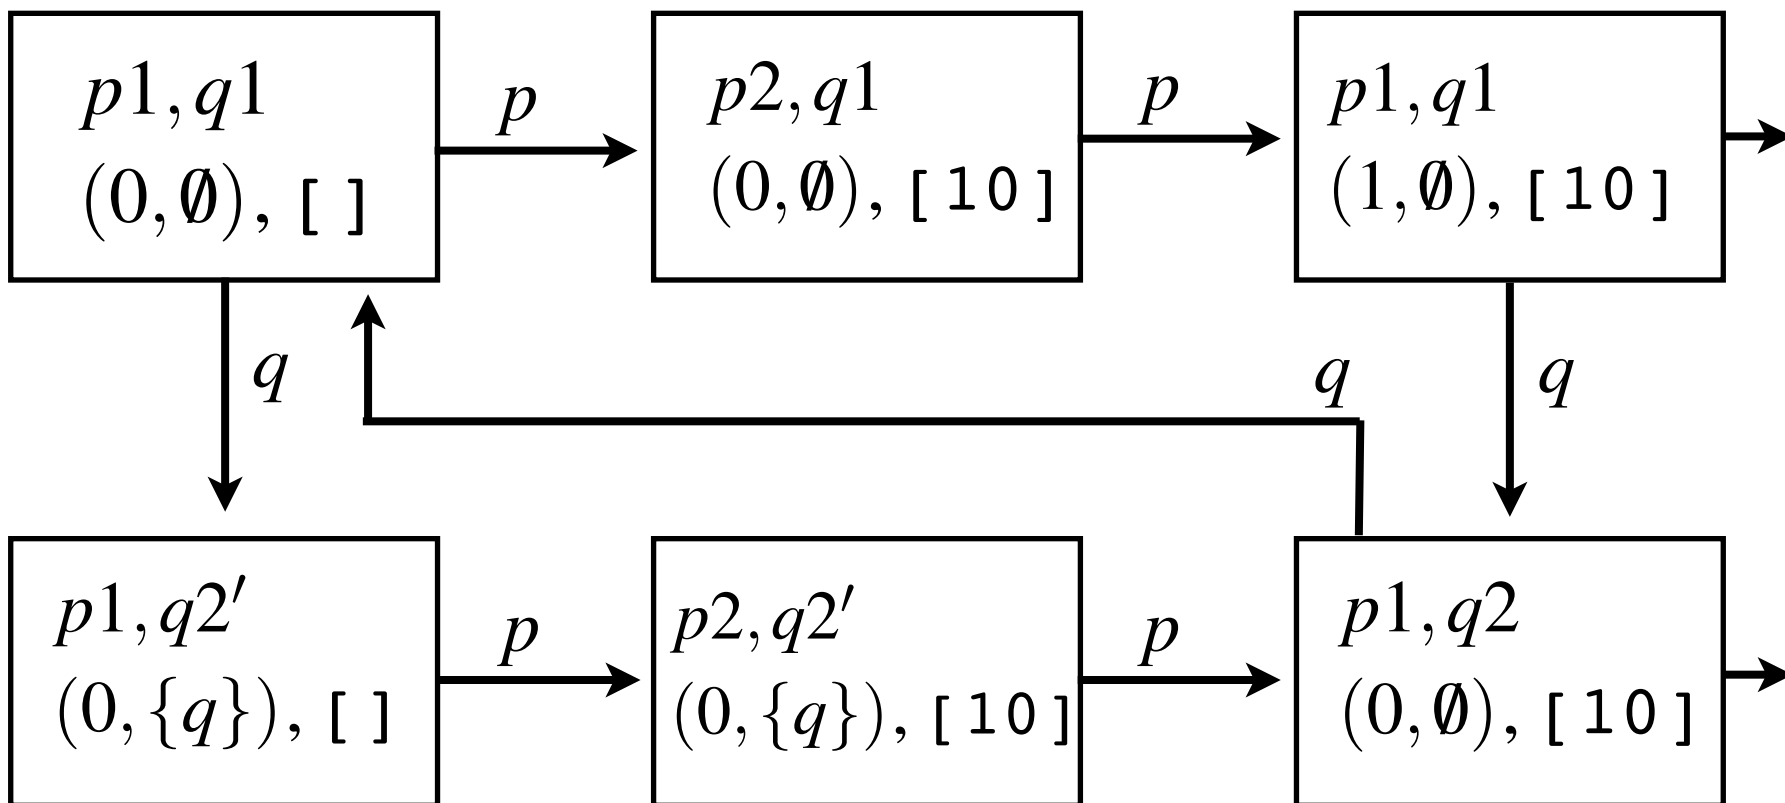 p1, q1
(0, ∅), [ ]
p
p2, q1
(0, ∅), [10]
p
p1, q1
(1, ∅), [10]
q
q
q
p1, q2′
(0, {q}), [ ]
p
p2, q2′
(0, {q}), [10]
p
p1, q2
(0, ∅), [10]